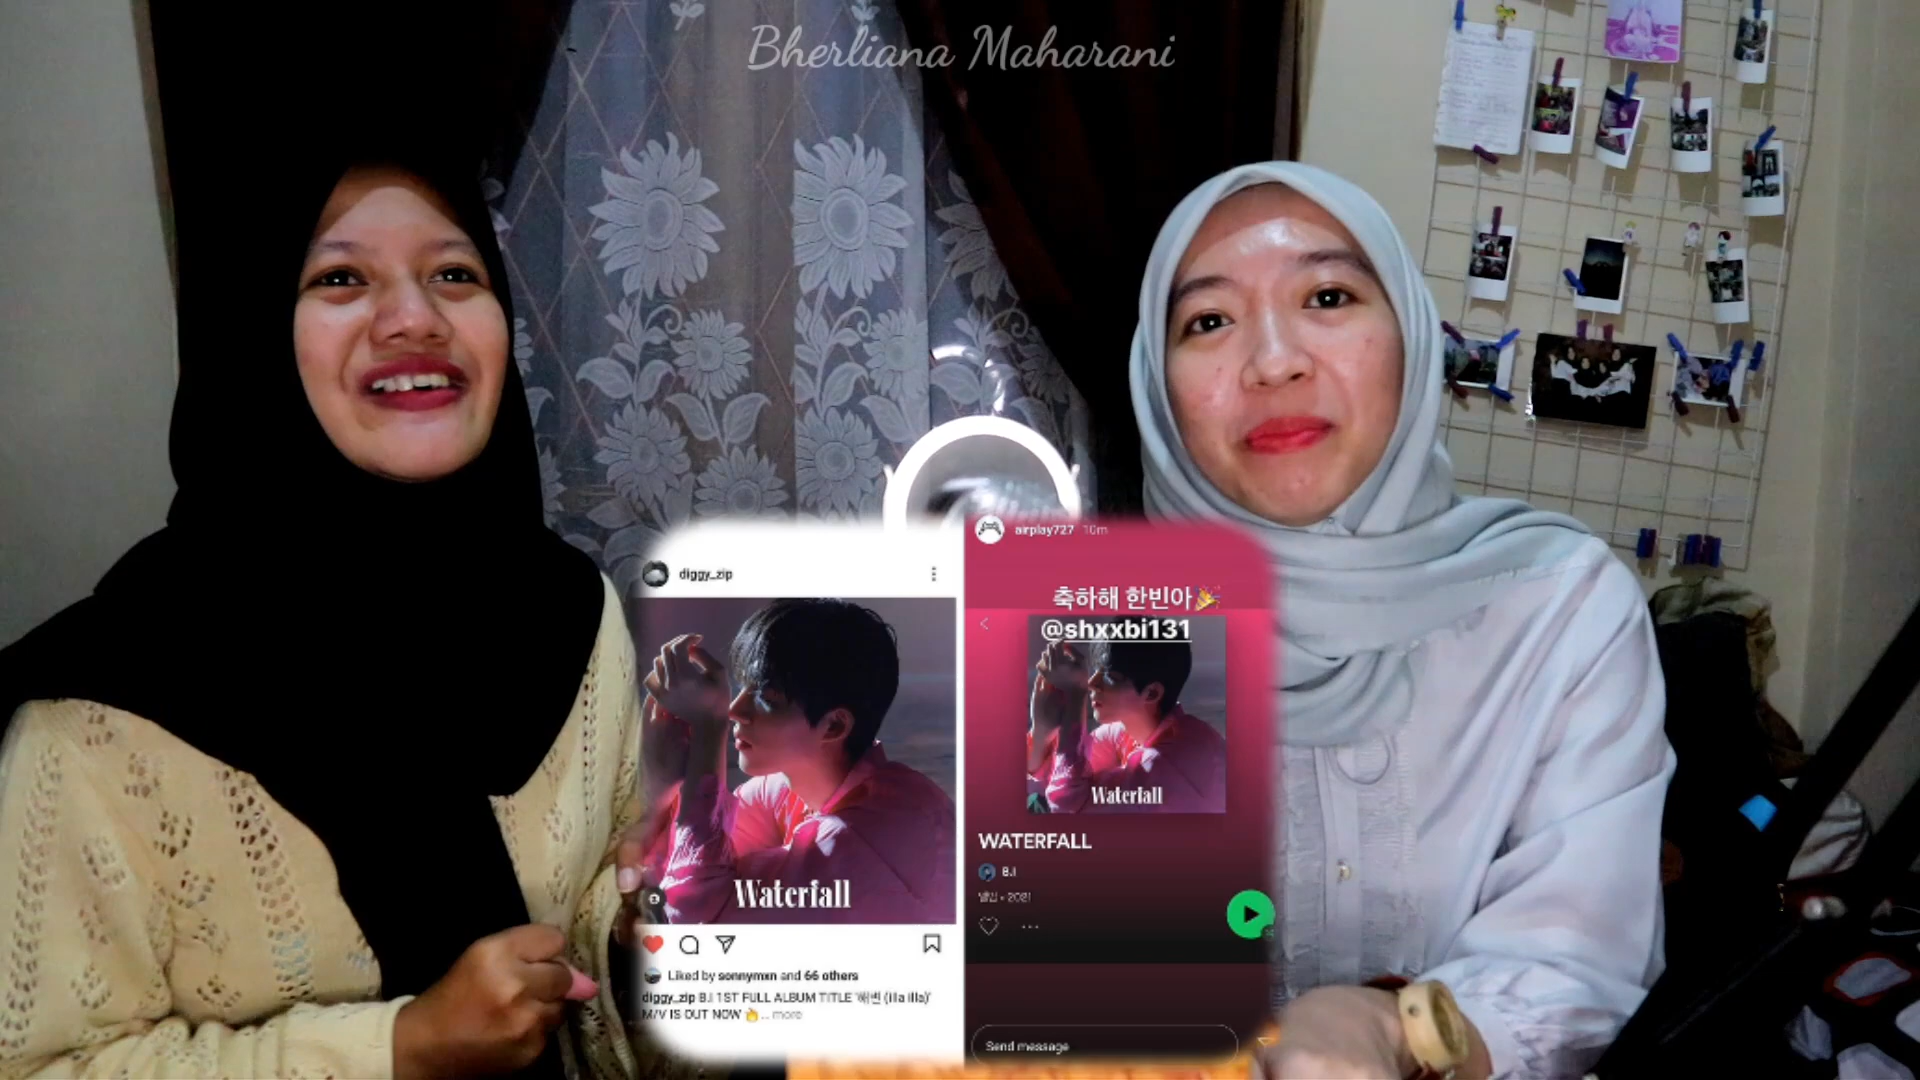 Bherliana Maharani
diggy_zip
Waterfall
Liked by sonnymxn and 66 others
diggy_zip B.I 1ST FULL ALBUM TITLE '해변 (illa illa)'
M/V IS OUT NOW 🔥... more
airplay727 10m
축하해 한빈아🎉
@shxxbi131
Waterfall
WATERFALL
B.I
앨범 • 2021
Send message